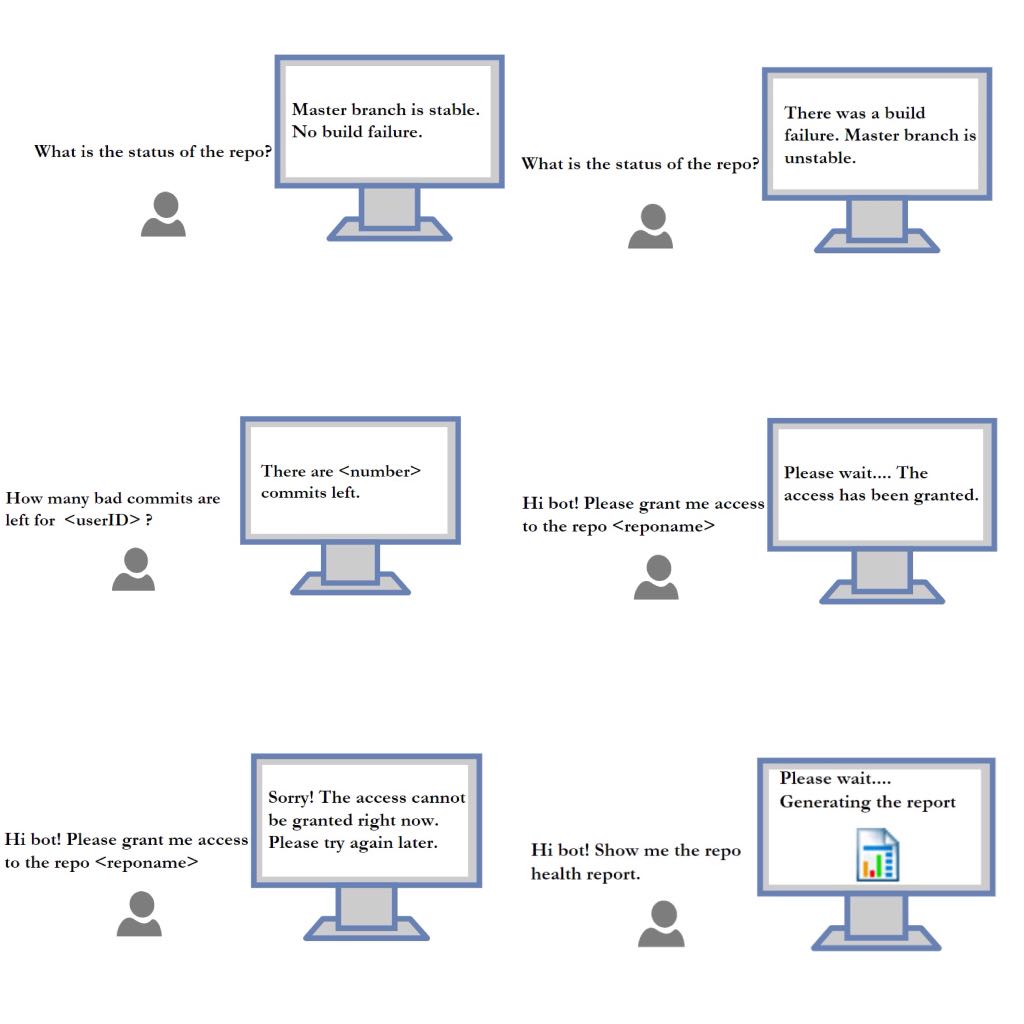 What is the status of the repo?
Master branch is stable.
No build failure.
What is the status of the repo?
There was a build
failure. Master branch is
unstable.
How many bad commits are
left for <userID> ?
There are <number>
commits left.
Hi bot! Please grant me access
to the repo <reponame>
Please wait.... The
access has been granted.
Hi bot! Please grant me access
to the repo <reponame>
Sorry! The access cannot
be granted right now.
Please try again later.
Hi bot! Show me the repo
health report.
Please wait....
Generating the report